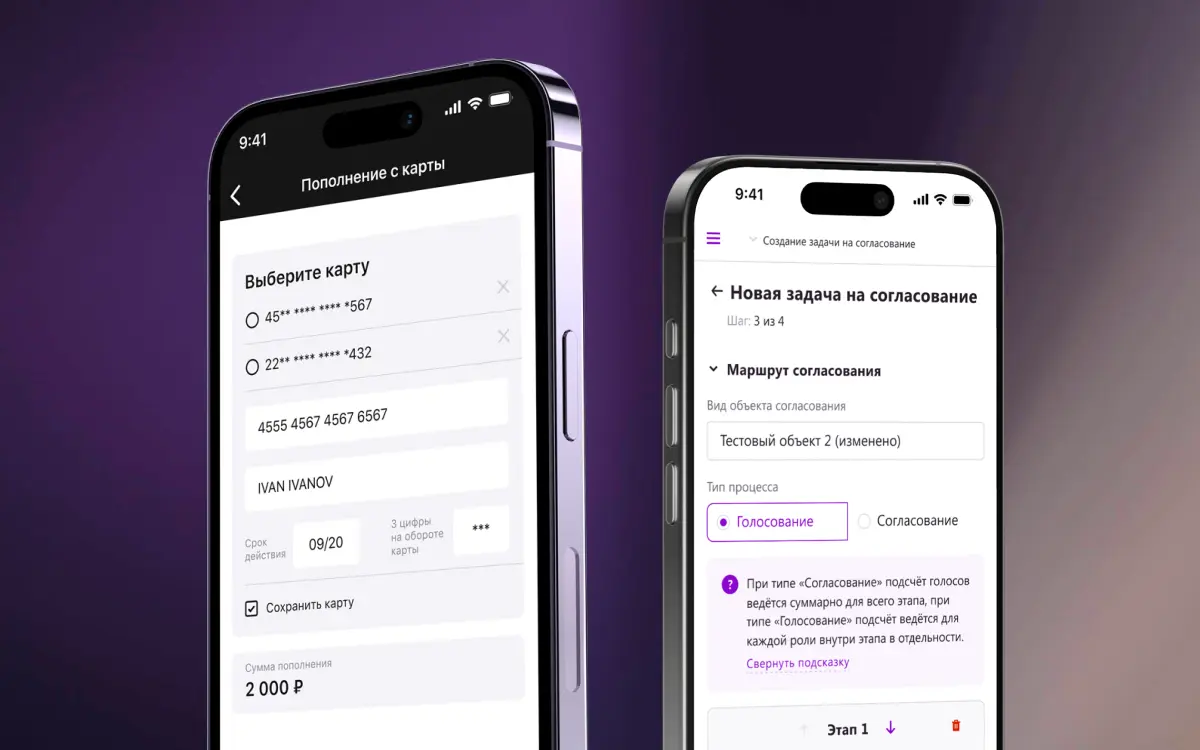 9:41
Пополнение с карты
Выберите карту
45** **** **** *567
22** **** **** *432
4555 4567 4567 6567
IVAN IVANOV
Срок
действия
09/20
3 цифры
на обороте
карты
***
Сохранить карту
Сумма пополнения
2 000 ₽
9:41
Создание задачи на согласование
Новая задача на согласование
Шаг: 3 из 4
Маршрут согласования
Вид объекта согласования
Тестовый объект 2 (изменено)
Тип процесса
Голосование
Согласование
?
При типе «Согласование» подсчёт голосов
ведётся суммарно для всего этапа, при
типе «Голосование» подсчёт ведётся для
каждой роли внутри этапа в отдельности.
Свернуть подсказку
Этап 1